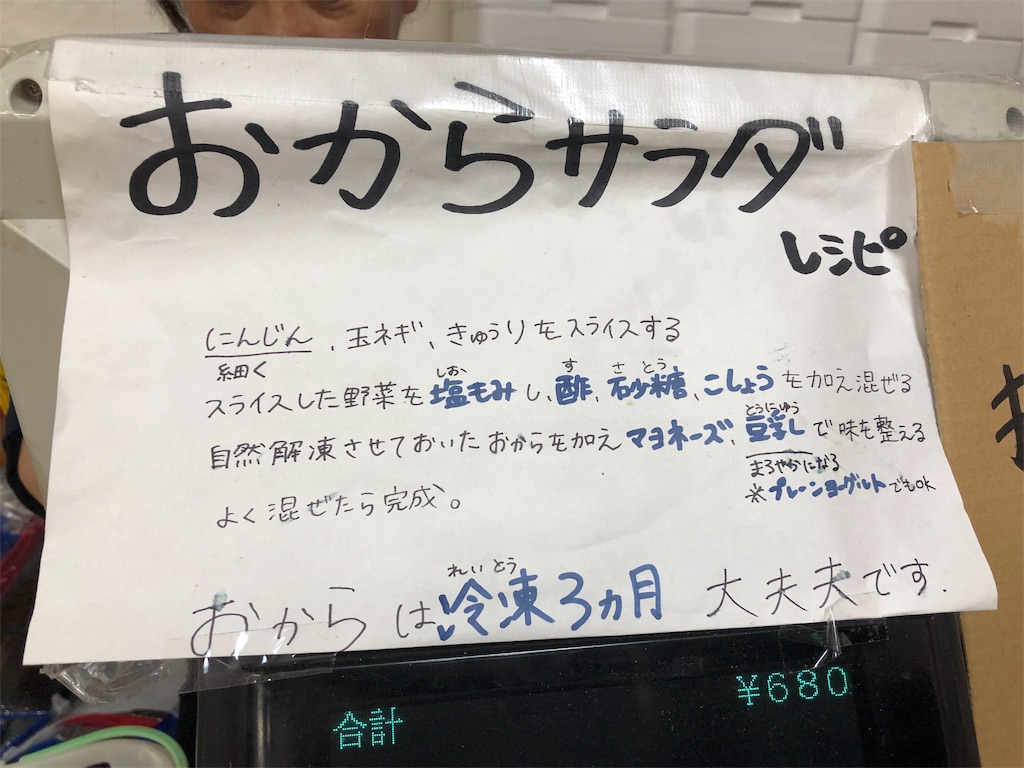 おからサラダ
レシピ
にんじん、玉ネギ、きゅうりをスライスする
細く
しお す さとう
スライスした野菜を塩もみし、酢、砂糖、こしょうを加え混ぜる
とうにゅう
自然解凍させておいたおからを加えマヨネーズ、豆乳で味を整える
まろやかになる
※プレーンヨーグルトでもOK
よく混ぜたら完成。
れいとう
おからは冷凍3ヵ月 大丈夫です.
¥680
合計